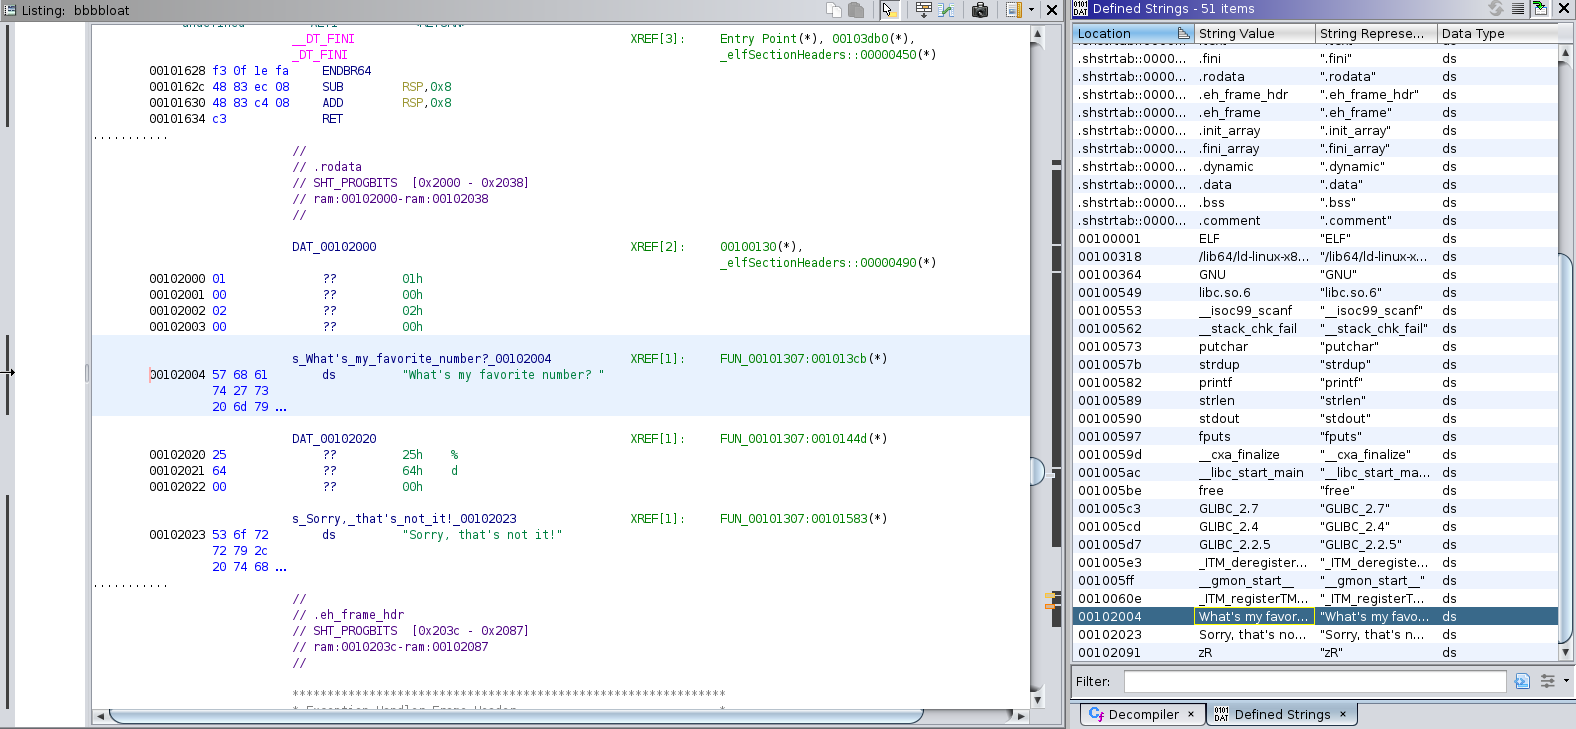 Listing: bbbbloat
__DT_FINI XREF[3]: Entry Point(*), 00103db0(*),
_DT_FINI _elfSectionHeaders::00000450(*)
00101628 f3 0f 1e fa ENDBR64
0010162c 48 83 ec 08 SUB RSP,0x8
00101630 48 83 c4 08 ADD RSP,0x8
00101634 c3 RET
...........
//
// .rodata
// SHT_PROGBITS [0x2000 - 0x2038]
// ram:00102000-ram:00102038
//
DAT_00102000 XREF[2]: 00100130(*),
_elfSectionHeaders::00000490(*)
00102000 01 ?? 01h
00102001 00 ?? 00h
00102002 02 ?? 02h
00102003 00 ?? 00h
s_What's_my_favorite_number?_00102004 XREF[1]: FUN_00101307:001013cb(*)
00102004 57 68 61 ds "What's my favorite number? "
74 27 73
20 6d 79 ...
DAT_00102020 XREF[1]: FUN_00101307:0010144d(*)
00102020 25 ?? 25h %
00102021 64 ?? 64h d
00102022 00 ?? 00h
s_Sorry,_that's_not_it!_00102023 XREF[1]: FUN_00101307:00101583(*)
00102023 53 6f 72 ds "Sorry, that's not it!"
72 79 2c
20 74 68 ...
...........
//
// .eh_frame_hdr
// SHT_PROGBITS [0x203c - 0x2087]
// ram:0010203c-ram:00102087
//
**************************************************************
Defined Strings - 51 items
Location String Value String Represe... Data Type
.shstrtab::0000... .fini ".fini" ds
.shstrtab::0000... .rodata ".rodata" ds
.shstrtab::0000... .eh_frame_hdr ".eh_frame_hdr" ds
.shstrtab::0000... .eh_frame ".eh_frame" ds
.shstrtab::0000... .init_array ".init_array" ds
.shstrtab::0000... .fini_array ".fini_array" ds
.shstrtab::0000... .dynamic ".dynamic" ds
.shstrtab::0000... .data ".data" ds
.shstrtab::0000... .bss ".bss" ds
.shstrtab::0000... .comment ".comment" ds
00100001 ELF "ELF" ds
00100318 /lib64/ld-linux-x8... "/lib64/ld-linux-x... ds
00100364 GNU "GNU" ds
00100549 libc.so.6 "libc.so.6" ds
00100553 __isoc99_scanf "__isoc99_scanf" ds
00100562 __stack_chk_fail "__stack_chk_fail" ds
00100573 putchar "putchar" ds
0010057b strdup "strdup" ds
00100582 printf "printf" ds
00100589 strlen "strlen" ds
00100590 stdout "stdout" ds
00100597 fputs "fputs" ds
0010059d __cxa_finalize "__cxa_finalize" ds
001005ac __libc_start_main "__libc_start_ma... ds
001005be free "free" ds
001005c3 GLIBC_2.7 "GLIBC_2.7" ds
001005cd GLIBC_2.4 "GLIBC_2.4" ds
001005d7 GLIBC_2.2.5 "GLIBC_2.2.5" ds
001005e3 _ITM_deregister... "_ITM_deregiste... ds
001005ff __gmon_start__ "__gmon_start__" ds
0010060e _ITM_registerTM... "_ITM_registerT... ds
00102004 What's my favor... "What's my favo... ds
00102023 Sorry, that's no... "Sorry, that's n... ds
00102091 zR "zR" ds
Filter:
Decompiler × Defined Strings ×